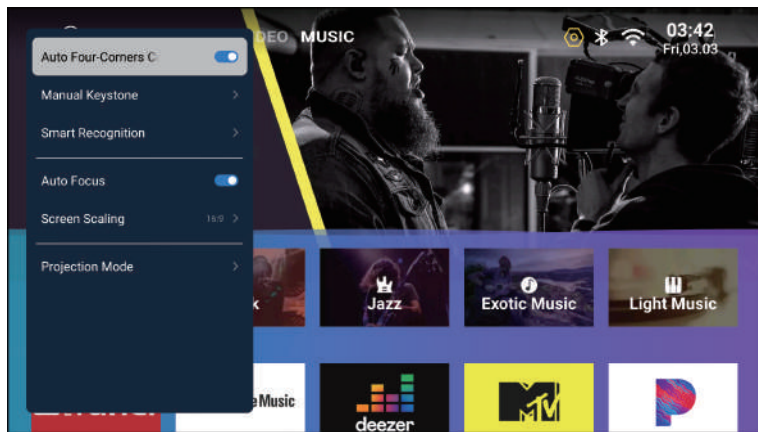 DEO MUSIC
03:42
Fri,03.03
Auto Four-Corners C
Manual Keystone
Smart Recognition
Auto Focus
Screen Scaling 16:9
Projection Mode
k
Jazz
Exotic Music
Light Music
e Music
deezer
MTV